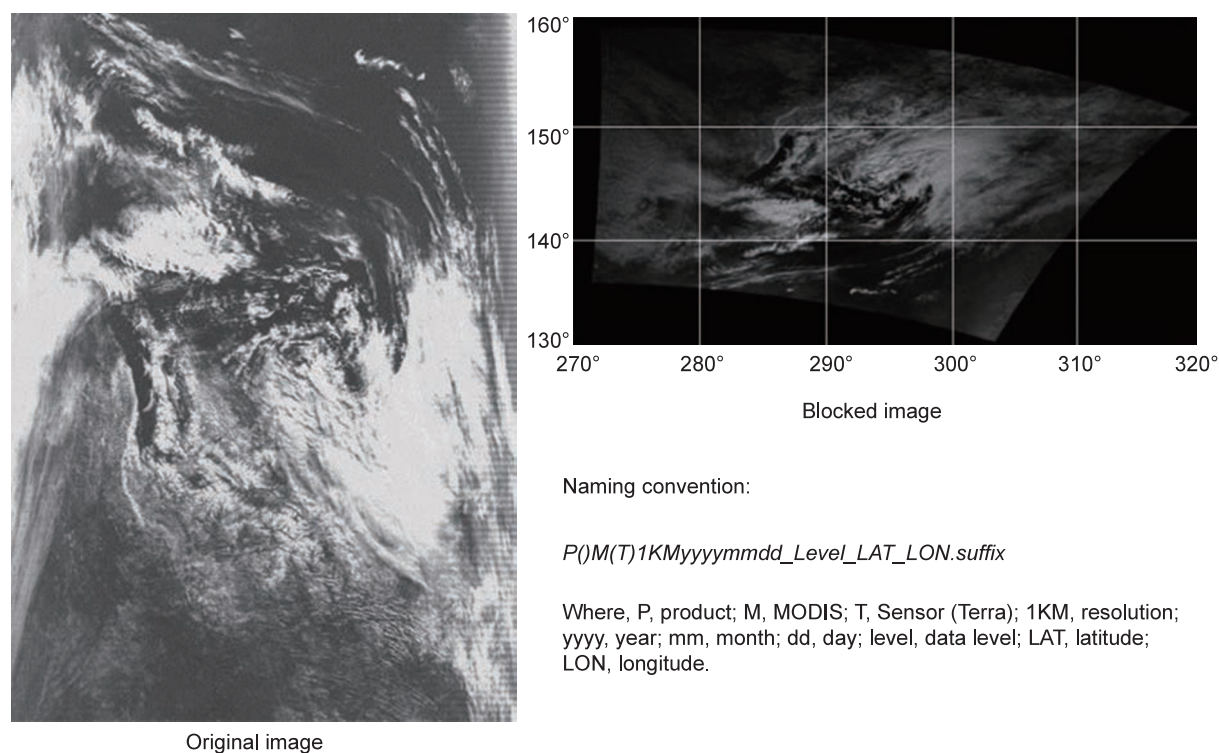 Original image
160°
150°
140°
130°
270°
280°
290°
300°
310°
320°
Blocked image
Naming convention:
P()M(T)1KMyyyymmdd_Level_LAT_LON.suffix
Where, P, product; M, MODIS; T, Sensor (Terra); 1KM, resolution;
yyyy, year; mm, month; dd, day; level, data level; LAT, latitude;
LON, longitude.